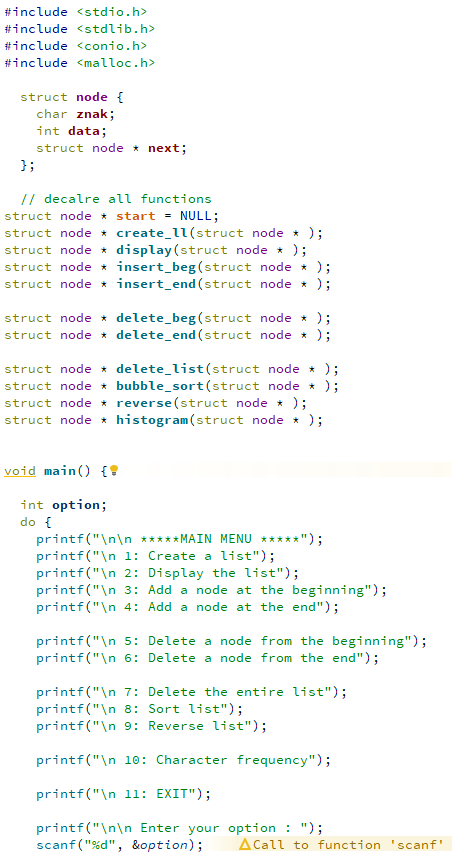 #include <stdio.h>
#include <stdlib.h>
#include <conio.h>
#include <malloc.h>
struct node {
char znak;
int data;
struct node * next;
};
// decalre all functions
struct node * start = NULL;
struct node * create_ll(struct node * );
struct node * display(struct node * );
struct node * insert_beg(struct node * );
struct node * insert_end(struct node * );
struct node * delete_beg(struct node * );
struct node * delete_end(struct node * );
struct node * delete_list(struct node * );
struct node * bubble_sort(struct node * );
struct node * reverse(struct node * );
struct node * histogram(struct node * );
void main() {
int option;
do {
printf("\n\n *****MAIN MENU *****");
printf("\n 1: Create a list");
printf("\n 2: Display the list");
printf("\n 3: Add a node at the beginning");
printf("\n 4: Add a node at the end");
printf("\n 5: Delete a node from the beginning");
printf("\n 6: Delete a node from the end");
printf("\n 7: Delete the entire list");
printf("\n 8: Sort list");
printf("\n 9: Reverse list");
printf("\n 10: Character frequency");
printf("\n 11: EXIT");
printf("\n\n Enter your option : ");
scanf("%d", &option); Call to function 'scanf'